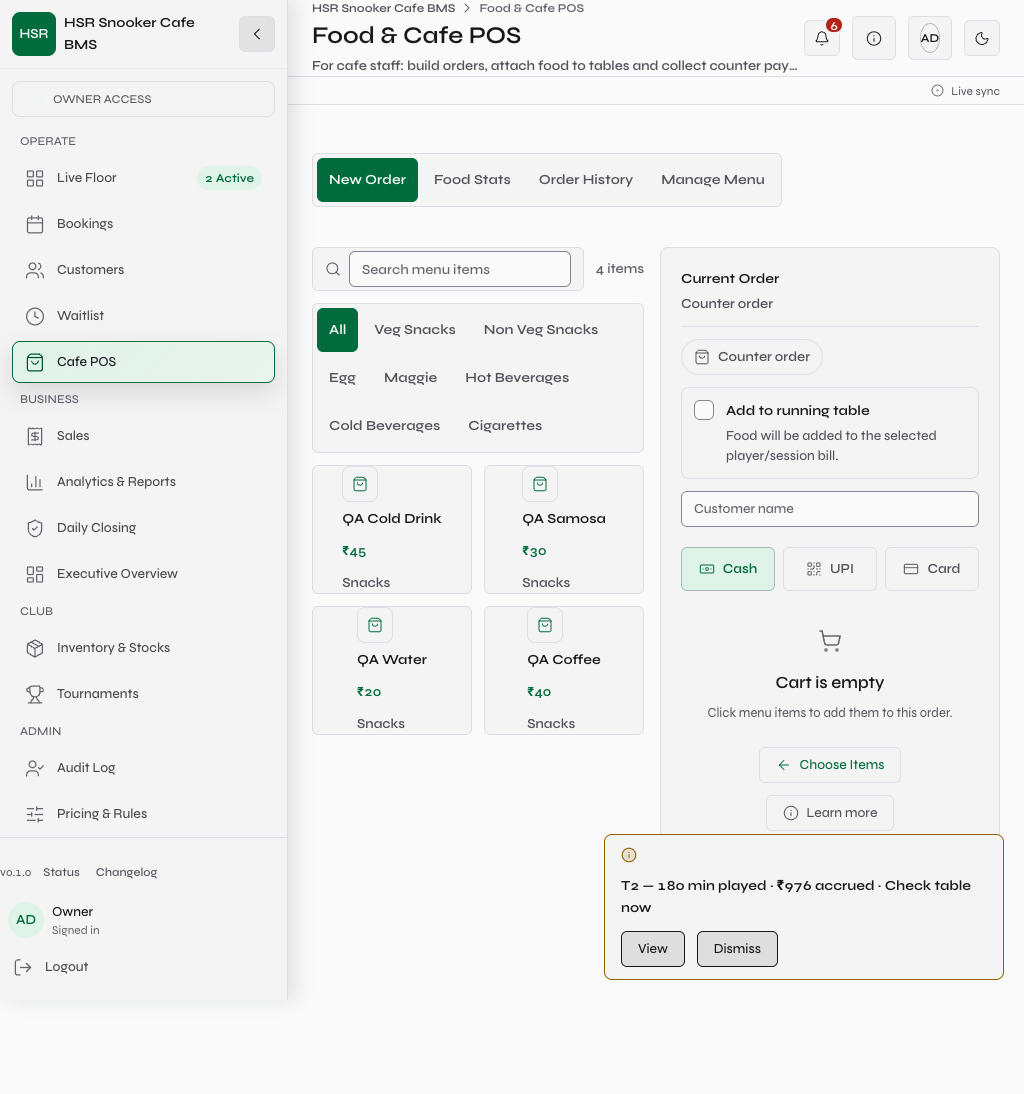 HSR
HSR Snooker Cafe
BMS
OWNER ACCESS
OPERATE
Live Floor
2 Active
Bookings
Customers
Waitlist
Cafe POS
BUSINESS
Sales
Analytics & Reports
Daily Closing
Executive Overview
CLUB
Inventory & Stocks
Tournaments
ADMIN
Audit Log
Pricing & Rules
v0.1.0 Status Changelog
AD
Owner
Signed in
Logout
HSR Snooker Cafe BMS > Food & Cafe POS
Food & Cafe POS
For cafe staff: build orders, attach food to tables and collect counter pay...
6
AD
Live sync
New Order Food Stats Order History Manage Menu
Search menu items
4 items
All Veg Snacks Non Veg Snacks
Egg Maggie Hot Beverages
Cold Beverages Cigarettes
QA Cold Drink
₹45
Snacks
QA Samosa
₹30
Snacks
QA Water
₹20
Snacks
QA Coffee
₹40
Snacks
Current Order
Counter order
Counter order
Add to running table
Food will be added to the selected
player/session bill.
Customer name
Cash UPI Card
Cart is empty
Click menu items to add them to this order.
Choose Items
Learn more
T2 — 180 min played · ₹976 accrued · Check table
now
View Dismiss